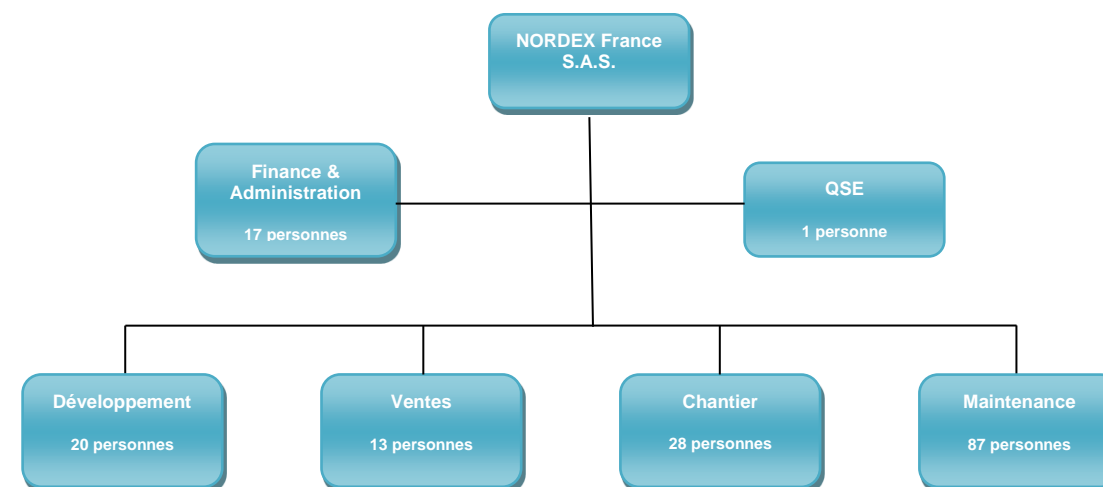 NORDEX France
S.A.S.
Finance &
Administration
17 personnes
QSE
1 personne
Développement
20 personnes
Ventes
13 personnes
Chantier
28 personnes
Maintenance
87 personnes